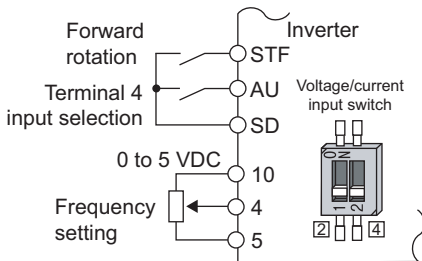 Forward
rotation
Inverter
STF
AU
Terminal 4
input selection
SD
Voltage/current
input switch
0 to 5 VDC
10
Frequency
setting
4
5
ON
1 2
2 4